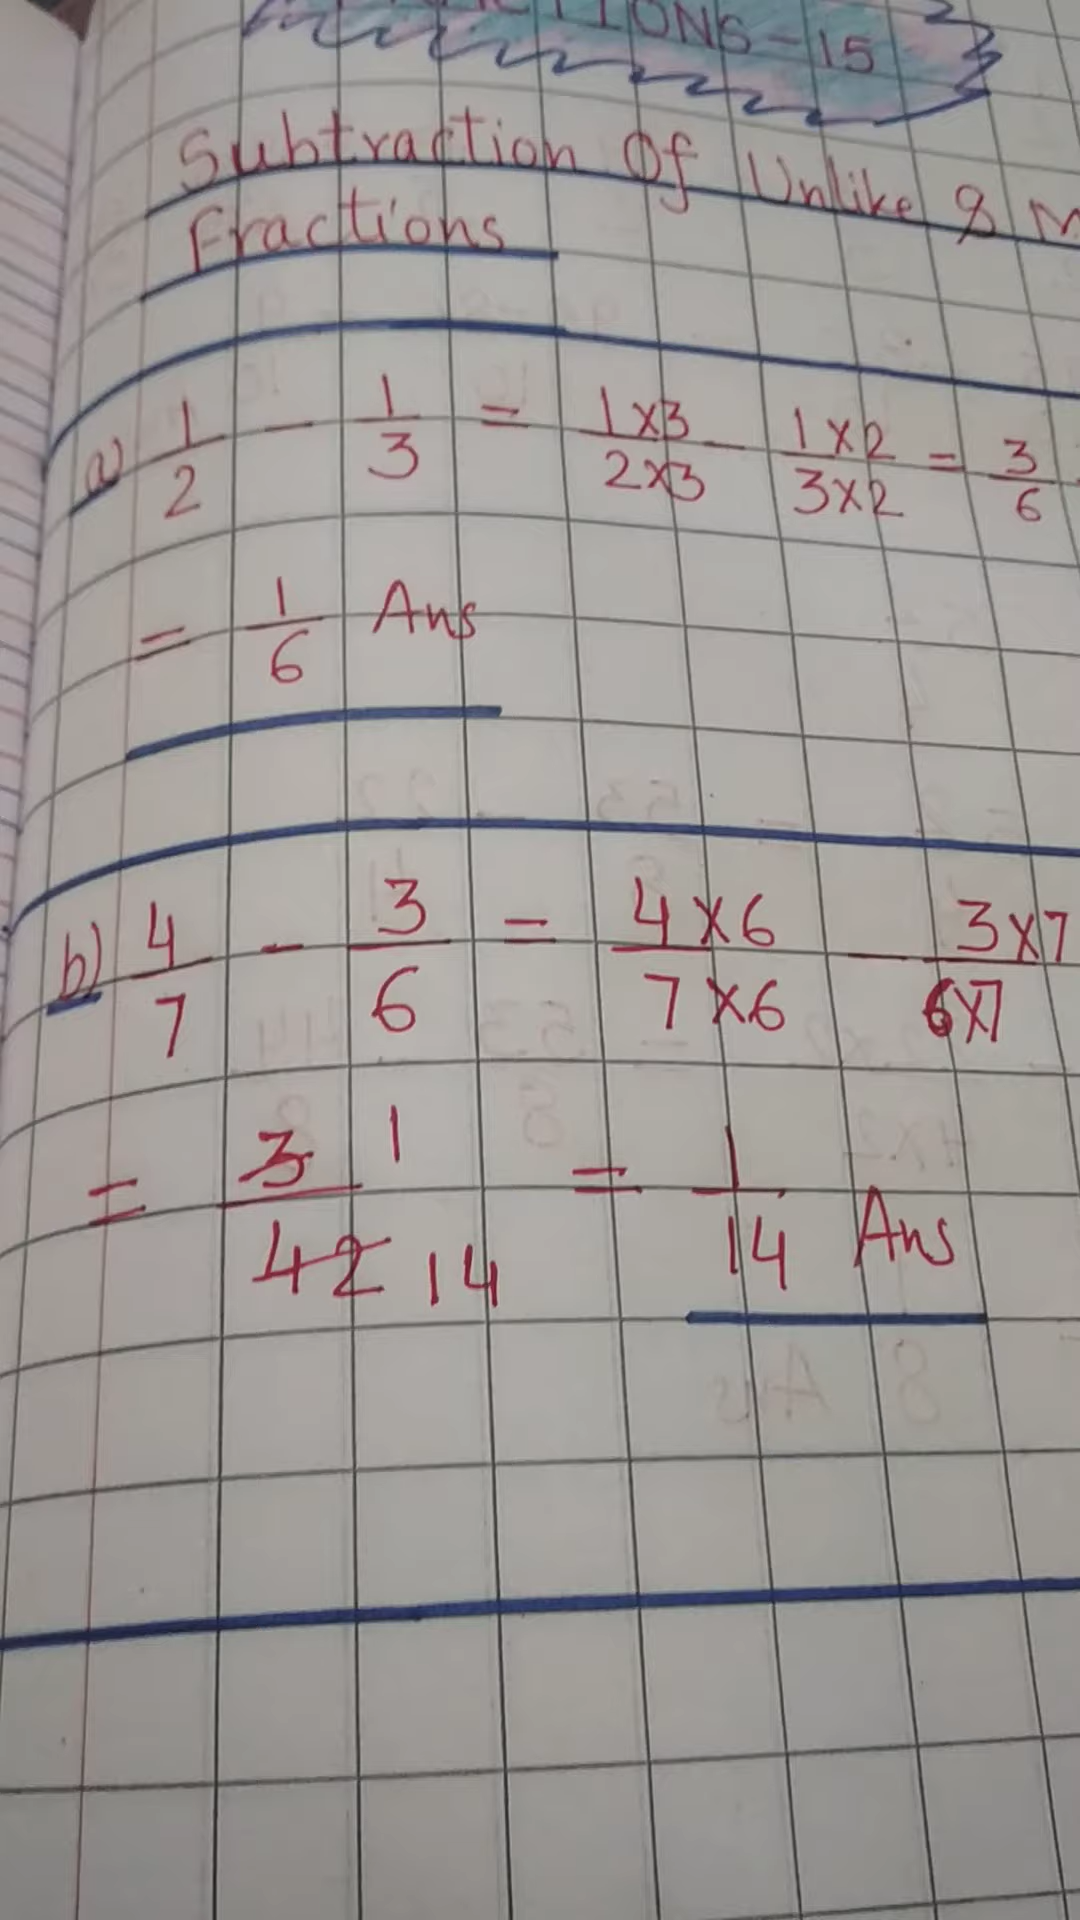 TIONS-15
Subtraction Of Unlike &
Fractions
a) 1/2 - 1/3 = 1x3/2x3 - 1x2/3x2 = 3/6
= 1/6 Ans
b) 4/7 - 3/6 = 4x6/7x6 - 3x7/6x7
= 3/42 1/14 = 1/14 Ans